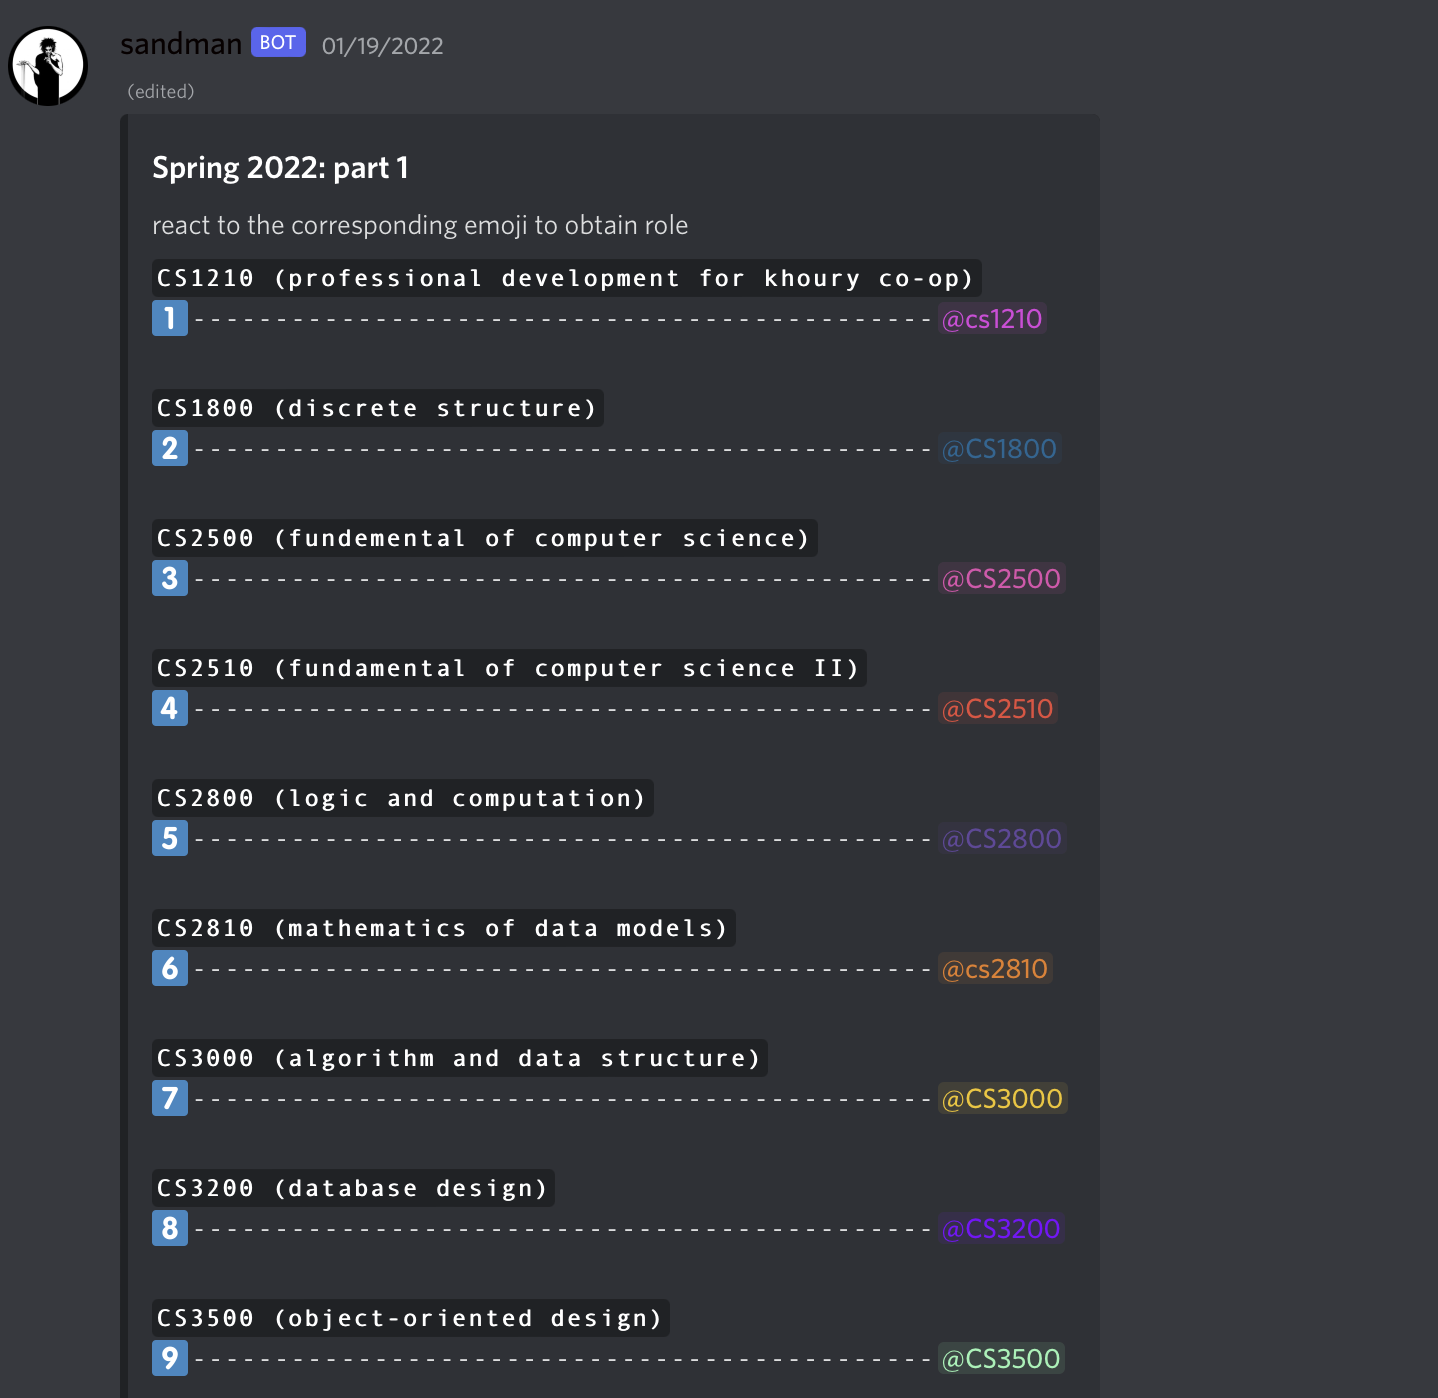 sandman BOT 01/19/2022
(edited)
Spring 2022: part 1
react to the corresponding emoji to obtain role
CS1210 (professional development for khoury co-op)
1 --------------------------------------------- @cs1210
CS1800 (discrete structure)
2 --------------------------------------------- @CS1800
CS2500 (fundemental of computer science)
3 --------------------------------------------- @CS2500
CS2510 (fundamental of computer science II)
4 --------------------------------------------- @CS2510
CS2800 (logic and computation)
5 --------------------------------------------- @CS2800
CS2810 (mathematics of data models)
6 --------------------------------------------- @cs2810
CS3000 (algorithm and data structure)
7 --------------------------------------------- @CS3000
CS3200 (database design)
8 --------------------------------------------- @CS3200
CS3500 (object-oriented design)
9 --------------------------------------------- @CS3500